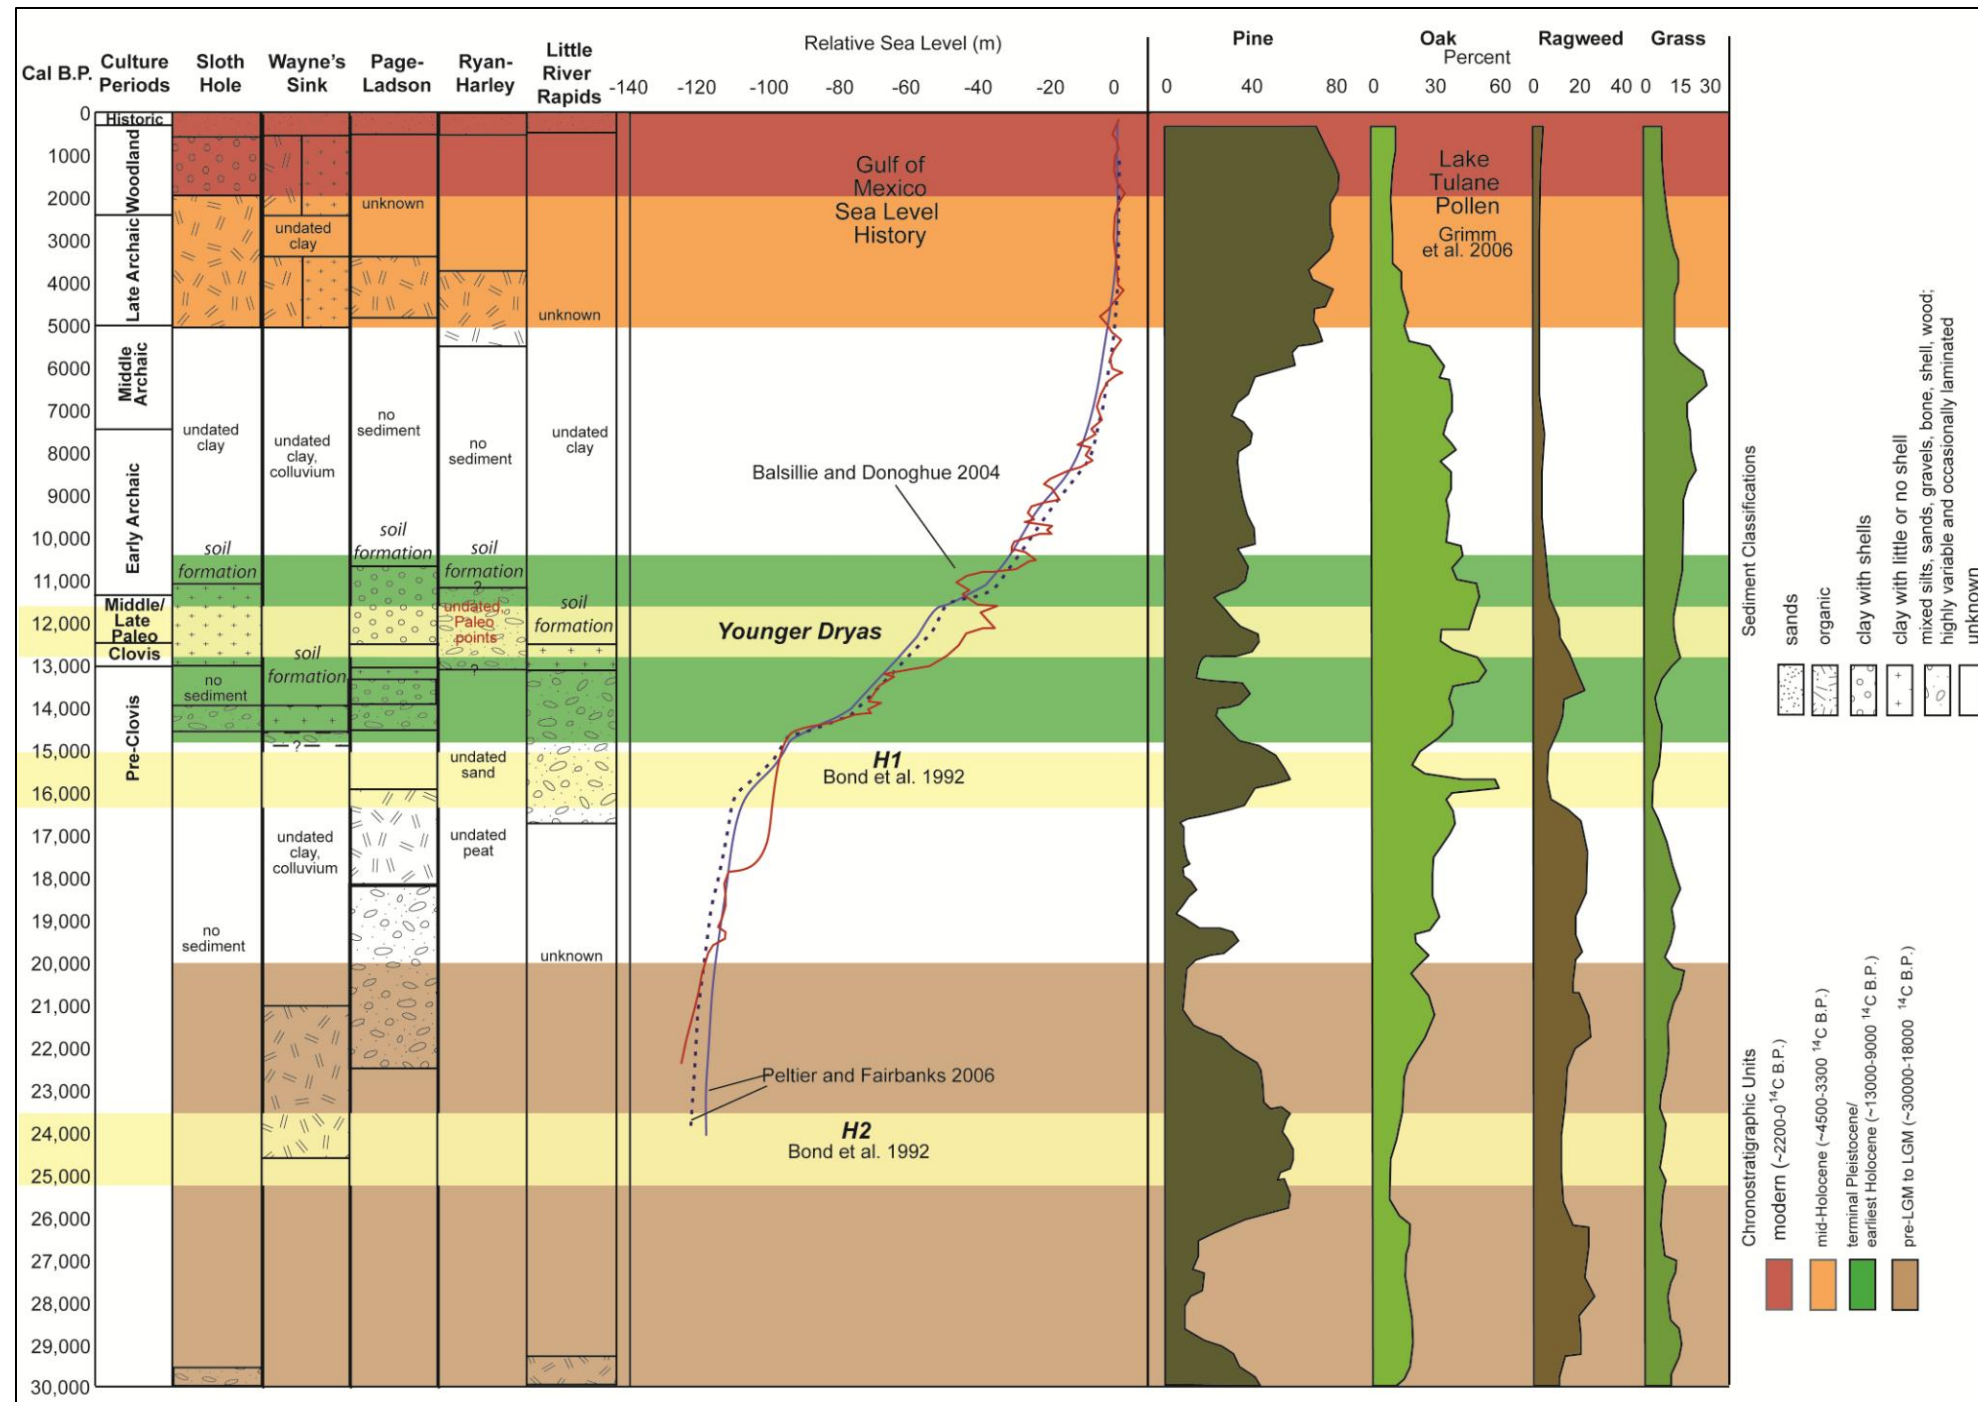 Cal B.P.
Culture
Periods
Sloth
Hole
Wayne's
Sink
Page-
Ladson
Ryan-
Harley
Little
River
Rapids
Relative Sea Level (m)
-140 -120 -100 -80 -60 -40 -20 0
Pine
Oak
Ragweed
Grass
Percent
0 40 80
0 30 60
0 20 40
0 15 30
0
1000
2000
3000
4000
5000
6000
7000
8000
9000
10,000
11,000
12,000
13,000
14,000
15,000
16,000
17,000
18,000
19,000
20,000
21,000
22,000
23,000
24,000
25,000
26,000
27,000
28,000
29,000
30,000
Historic
Woodland
Late Archaic
Middle
Archaic
Early Archaic
Middle/
Late
Paleo
Clovis
Pre-Clovis
undated
clay
soil
formation
no
sediment
no
sediment
undated
clay
undated
clay,
colluvium
soil
formation
?
undated
clay,
colluvium
unknown
no
sediment
soil
formation
no
sediment
soil
formation
?
undated,
Paleo
points
?
undated
sand
undated
peat
unknown
undated
clay
soil
formation
unknown
Gulf of
Mexico
Sea Level
History
Balsillie and Donoghue 2004
Younger Dryas
H1
Bond et al. 1992
Peltier and Fairbanks 2006
H2
Bond et al. 1992
Lake
Tulane
Pollen
Grimm
et al. 2006
Sediment Classifications
sands
organic
clay with shells
clay with little or no shell
mixed silts, sands, gravels, bone, shell, wood;
highly variable and occasionally laminated
unknown
Chronostratigraphic Units
modern (~2200-0 14C B.P.)
mid-Holocene (~4500-3300 14C B.P.)
terminal Pleistocene/
earliest Holocene (~13000-9000 14C B.P.)
pre-LGM to LGM (~30000-18000 14C B.P.)